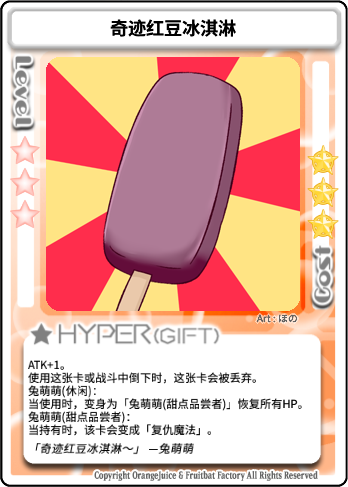 奇迹红豆冰淇淋
Level
Cost
Art : ほの
HYPER(GIFT)
ATK+1。
使用这张卡或战斗中倒下时，这张卡会被丢弃。
兔萌萌(休闲)：
当使用时，变身为「兔萌萌(甜点品尝者)」恢复所有HP。
兔萌萌(甜点品尝者)：
当持有时，该卡会变成「复仇魔法」。
「奇迹红豆冰淇淋～」 —兔萌萌
Copyright OrangeJuice & Fruitbat Factory All Rights Reserved